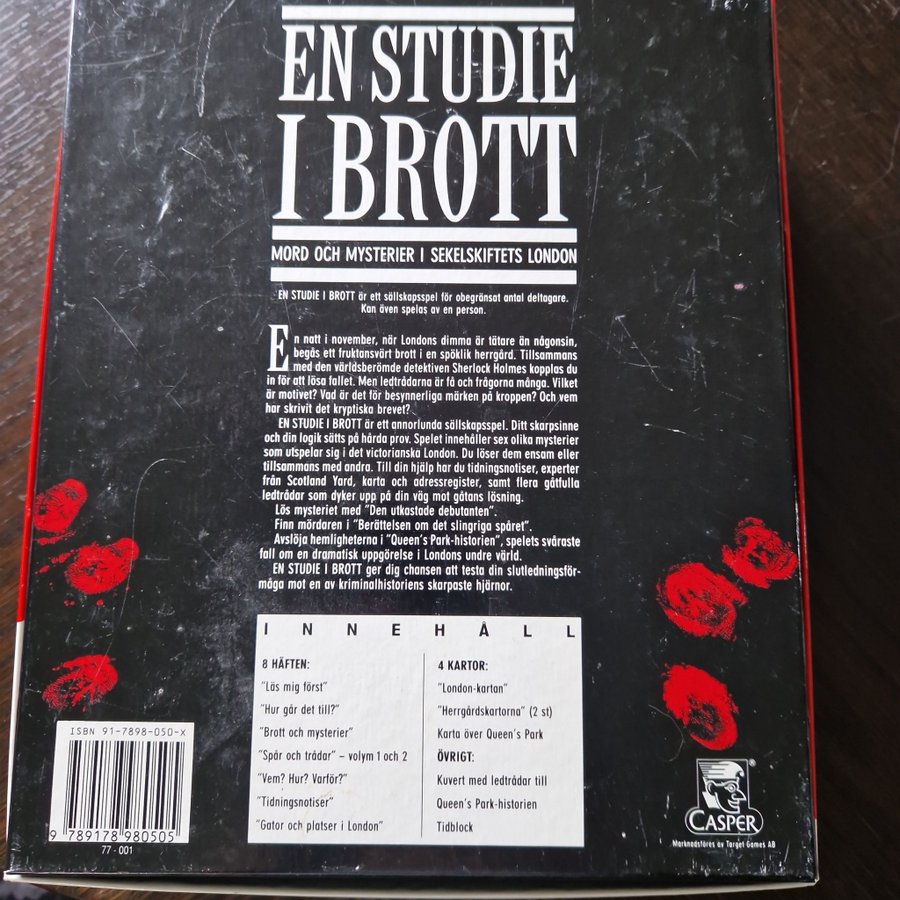 EN STUDIE
I BROTT
MORD OCH MYSTERIER I SEKELSKIFTETS LONDON
EN STUDIE I BROTT är ett sällskapsspel för obegränsat antal deltagare.
Kan även spelas av en person.
En natt i november, när Londons dimma är tätare än någonsin,
begås ett fruktansvärt brott i en spöklik herrgård. Tillsammans
med den världsberömde detektiven Sherlock Holmes kopplas du
in för att lösa fallet. Men ledtrådarna är få och frågorna många. Vilket
är motivet? Vad är det för besynnerliga märken på kroppen? Och vem
har skrivit det kryptiska brevet?
EN STUDIE I BROTT är ett annorlunda sällskapsspel. Ditt skarpsinne
och din logik sätts på hårda prov. Spelet innehåller sex olika mysterier
som utspelar sig i det victorianska London. Du löser dem ensam eller
tillsammans med andra. Till din hjälp har du tidningsnotiser, experter
från Scotland Yard, karta och adressregister, samt flera gåtfulla
ledtrådar som dyker upp på din väg mot gåtans lösning.
Lös mysteriet med "Den utkastade debutanten".
Finn mördaren i "Berättelsen om det slingriga spåret".
Avslöja hemligheterna i "Queen's Park-historien", spelets svåraste
fall om en dramatisk uppgörelse i Londons undre värld.
EN STUDIE I BROTT ger dig chansen att testa din slutledningsför-
måga mot en av kriminalhistoriens skarpaste hjärnor.
INNEHÅLL
8 HÄFTEN:
"Läs mig först"
"Hur går det till?"
"Brott och mysterier"
"Spår och trådar" – volym 1 och 2
"Vem? Hur? Varför?"
"Tidningsnotiser"
"Gator och platser i London"
4 KARTOR:
"London-kartan"
"Herrgårdskartorna" (2 st)
Karta över Queen's Park
ÖVRIGT:
Kuvert med ledtrådar till
Queen's Park-historien
Tidblock
ISBN 91-7898-050-X
9 789178 980505
77-001
CASPER®
Marknadsföres av Target Games AB